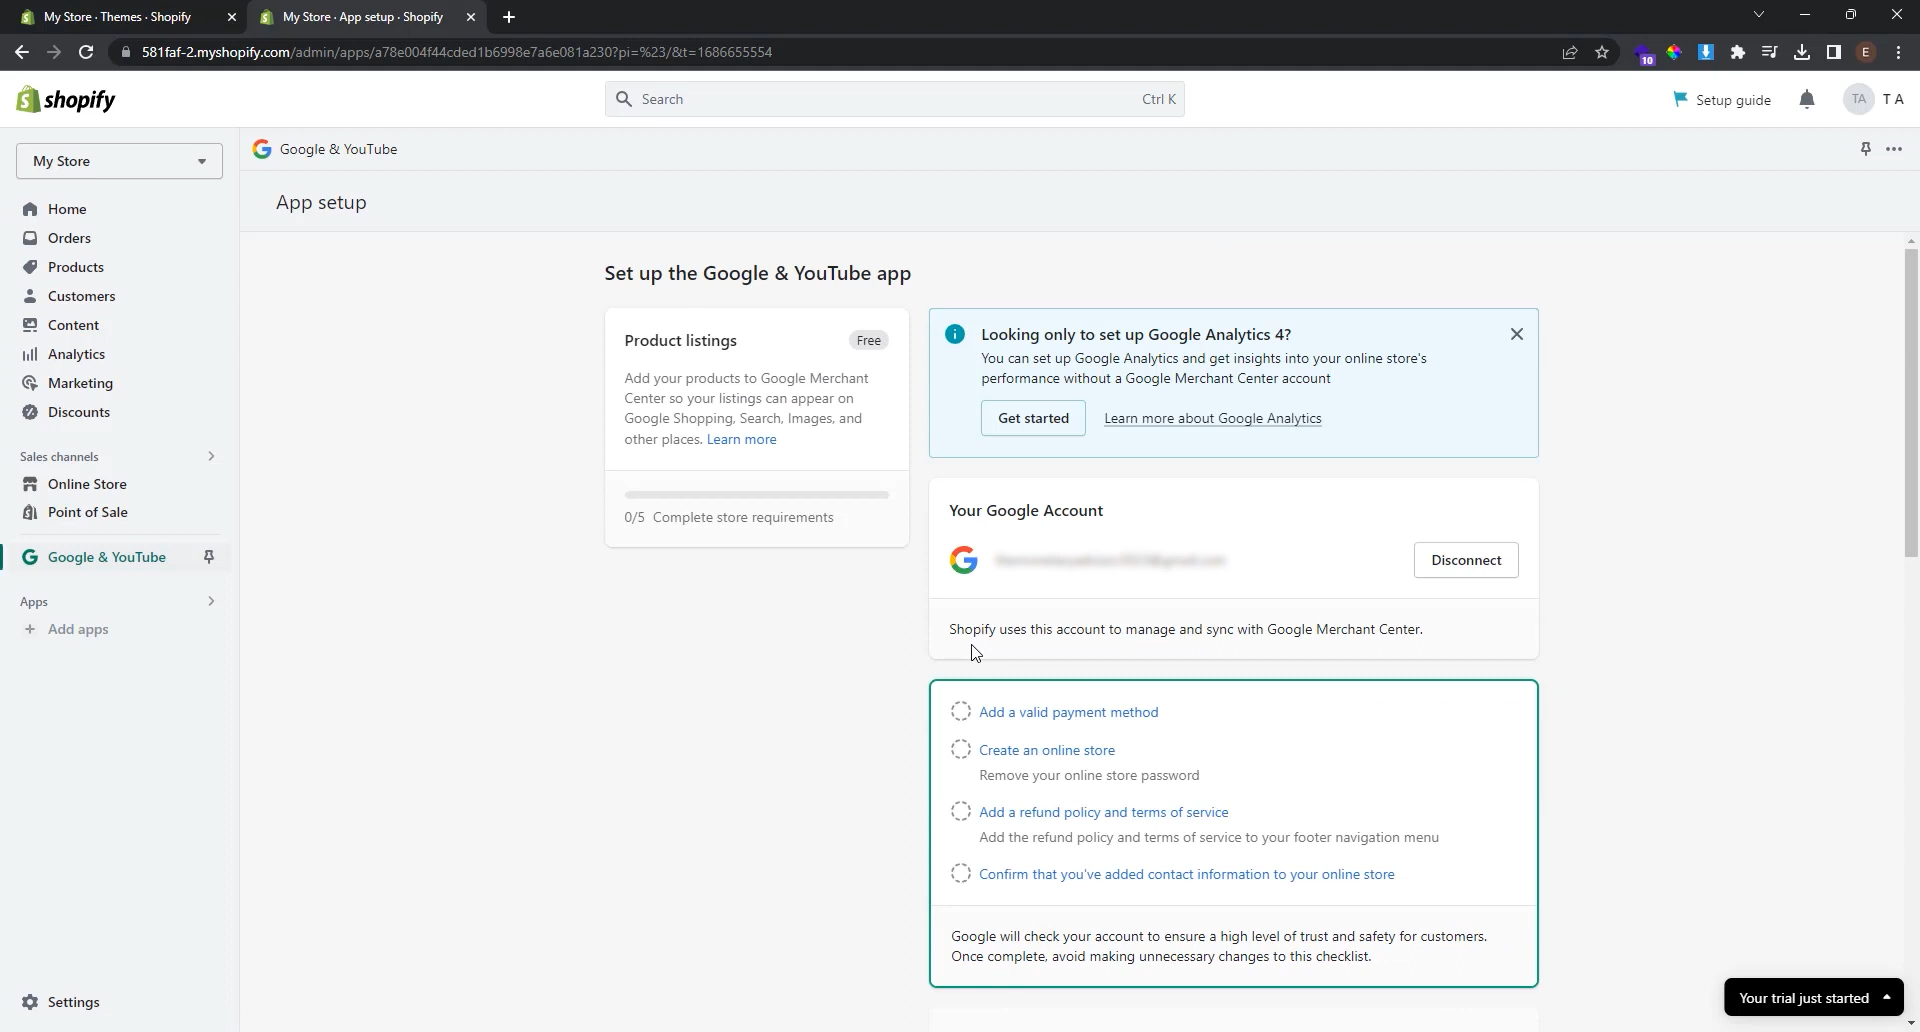 My Store · Themes · Shopify
My Store · App setup · Shopify
581faf-2.myshopify.com/admin/apps/a78e004f44cded1b6998e7a6e081a230?pi=%23/&t=1686655554
10
E
shopify
Search
Ctrl K
Setup guide
TA
T A
My Store
Google & YouTube
Home
Orders
Products
Customers
Content
Analytics
Marketing
Discounts
Sales channels
Online Store
Point of Sale
Google & YouTube
Apps
Add apps
Settings
App setup
Set up the Google & YouTube app
Product listings
Free
Add your products to Google Merchant
Center so your listings can appear on
Google Shopping, Search, Images, and
other places. Learn more
0/5 Complete store requirements
Looking only to set up Google Analytics 4?
You can set up Google Analytics and get insights into your online store's
performance without a Google Merchant Center account
Get started
Learn more about Google Analytics
Your Google Account
Disconnect
Shopify uses this account to manage and sync with Google Merchant Center.
Add a valid payment method
Create an online store
Remove your online store password
Add a refund policy and terms of service
Add the refund policy and terms of service to your footer navigation menu
Confirm that you've added contact information to your online store
Google will check your account to ensure a high level of trust and safety for customers.
Once complete, avoid making unnecessary changes to this checklist.
Your trial just started